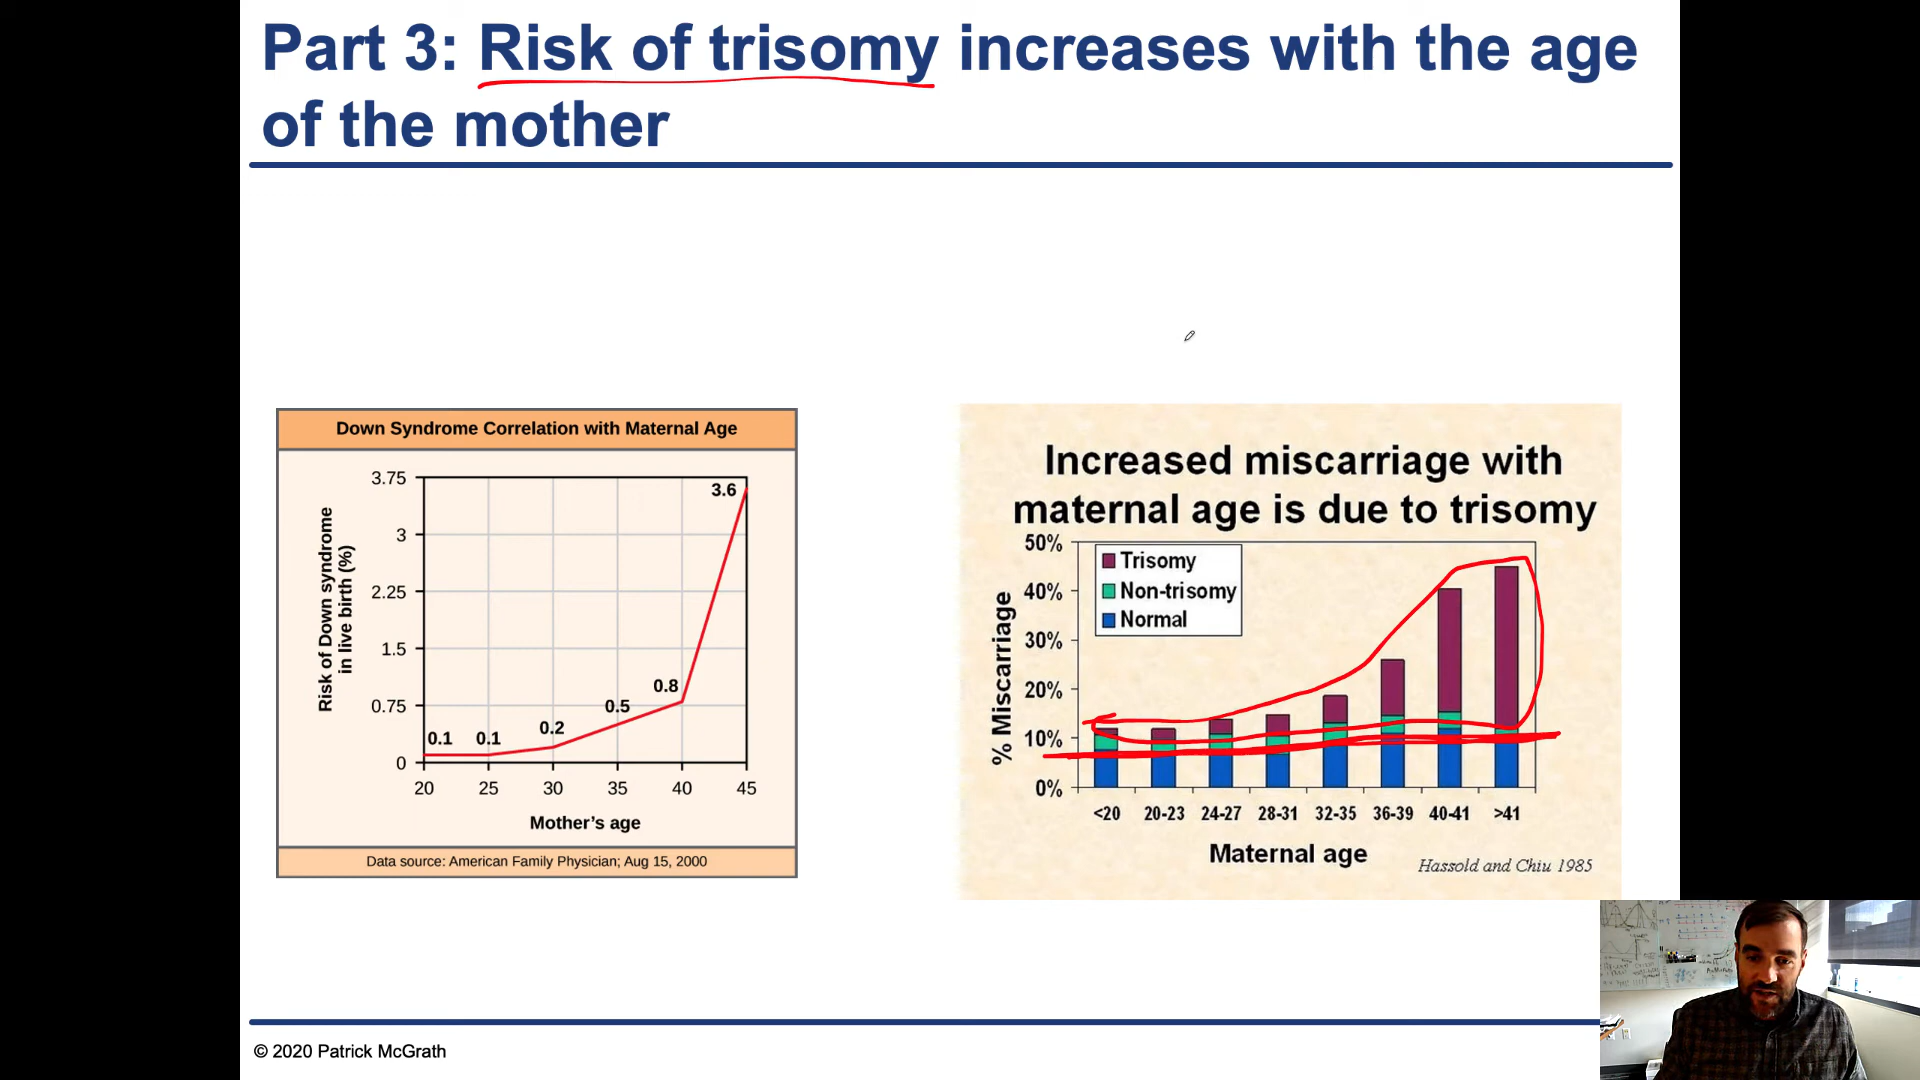 Part 3: Risk of trisomy increases with the age
of the mother
Down Syndrome Correlation with Maternal Age
Risk of Down syndrome
in live birth (%)
3.75
3
2.25
1.5
0.75
0
0.1
0.1
0.2
0.5
0.8
3.6
20 25 30 35 40 45
Mother's age
Data source: American Family Physician; Aug 15, 2000
Increased miscarriage with
maternal age is due to trisomy
% Miscarriage
50%
40%
30%
20%
10%
0%
Trisomy
Non-trisomy
Normal
<20 20-23 24-27 28-31 32-35 36-39 40-41 >41
Maternal age
Hassold and Chiu 1985
© 2020 Patrick McGrath